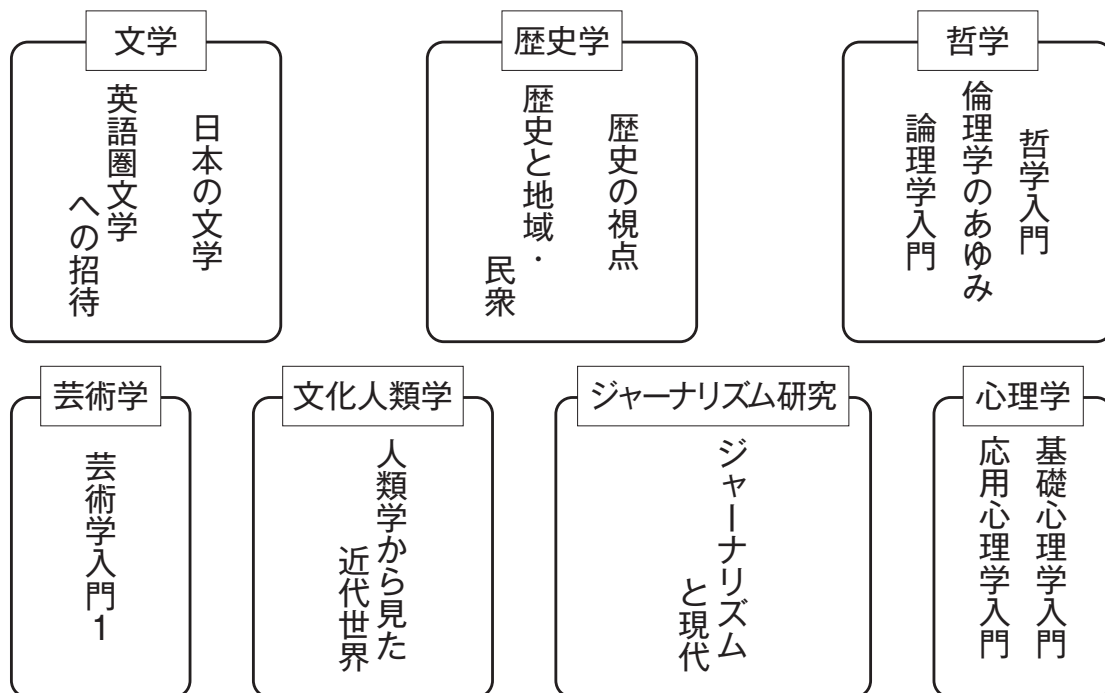 文学
日本の文学
英語圏文学
への招待
歴史学
歴史の視点
歴史と地域・
民衆
哲学
哲学入門
倫理学のあゆみ
論理学入門
芸術学
芸術学入門1
文化人類学
人類学から見た
近代世界
ジャーナリズム研究
ジャーナリズム
と現代
心理学
基礎心理学入門
応用心理学入門